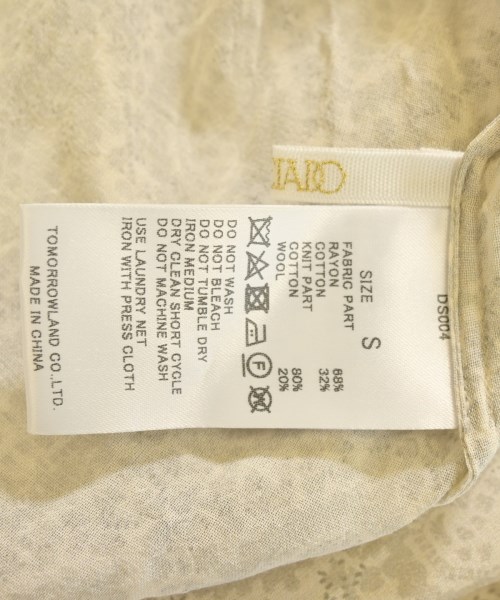 DS004
SIZE S
FABRIC PART
RAYON 68%
COTTON 32%
KNIT PART
COTTON 80%
WOOL 20%
F W
DO NOT WASH
DO NOT BLEACH
DO NOT TUMBLE DRY
IRON MEDIUM
DRY CLEAN SHORT CYCLE
DO NOT MACHINE WASH
USE LAUNDRY NET
IRON WITH PRESS CLOTH
TOMORROWLAND CO.,LTD.
MADE IN CHINA